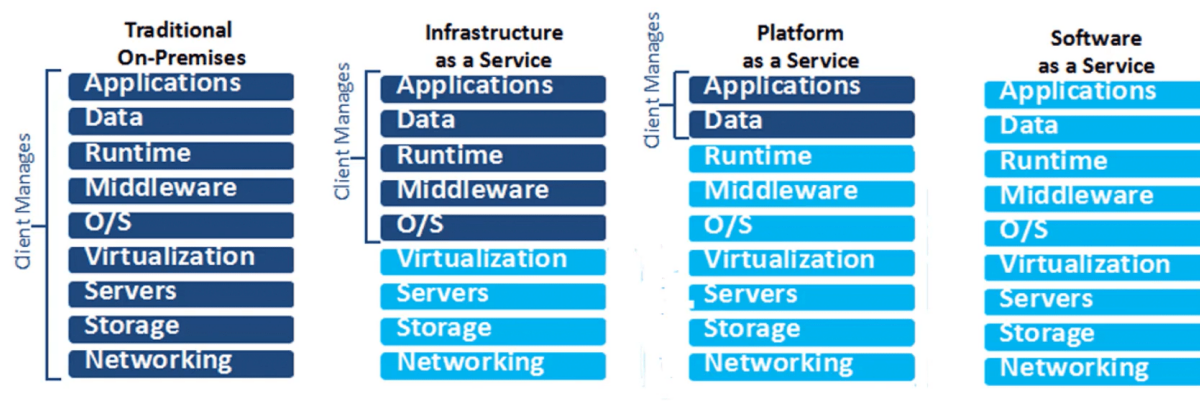 Traditional
On-Premises
Client Manages
Applications
Data
Runtime
Middleware
O/S
Virtualization
Servers
Storage
Networking
Infrastructure
as a Service
Client Manages
Applications
Data
Runtime
Middleware
O/S
Virtualization
Servers
Storage
Networking
Platform
as a Service
Client Manages
Applications
Data
Runtime
Middleware
O/S
Virtualization
Servers
Storage
Networking
Software
as a Service
Applications
Data
Runtime
Middleware
O/S
Virtualization
Servers
Storage
Networking